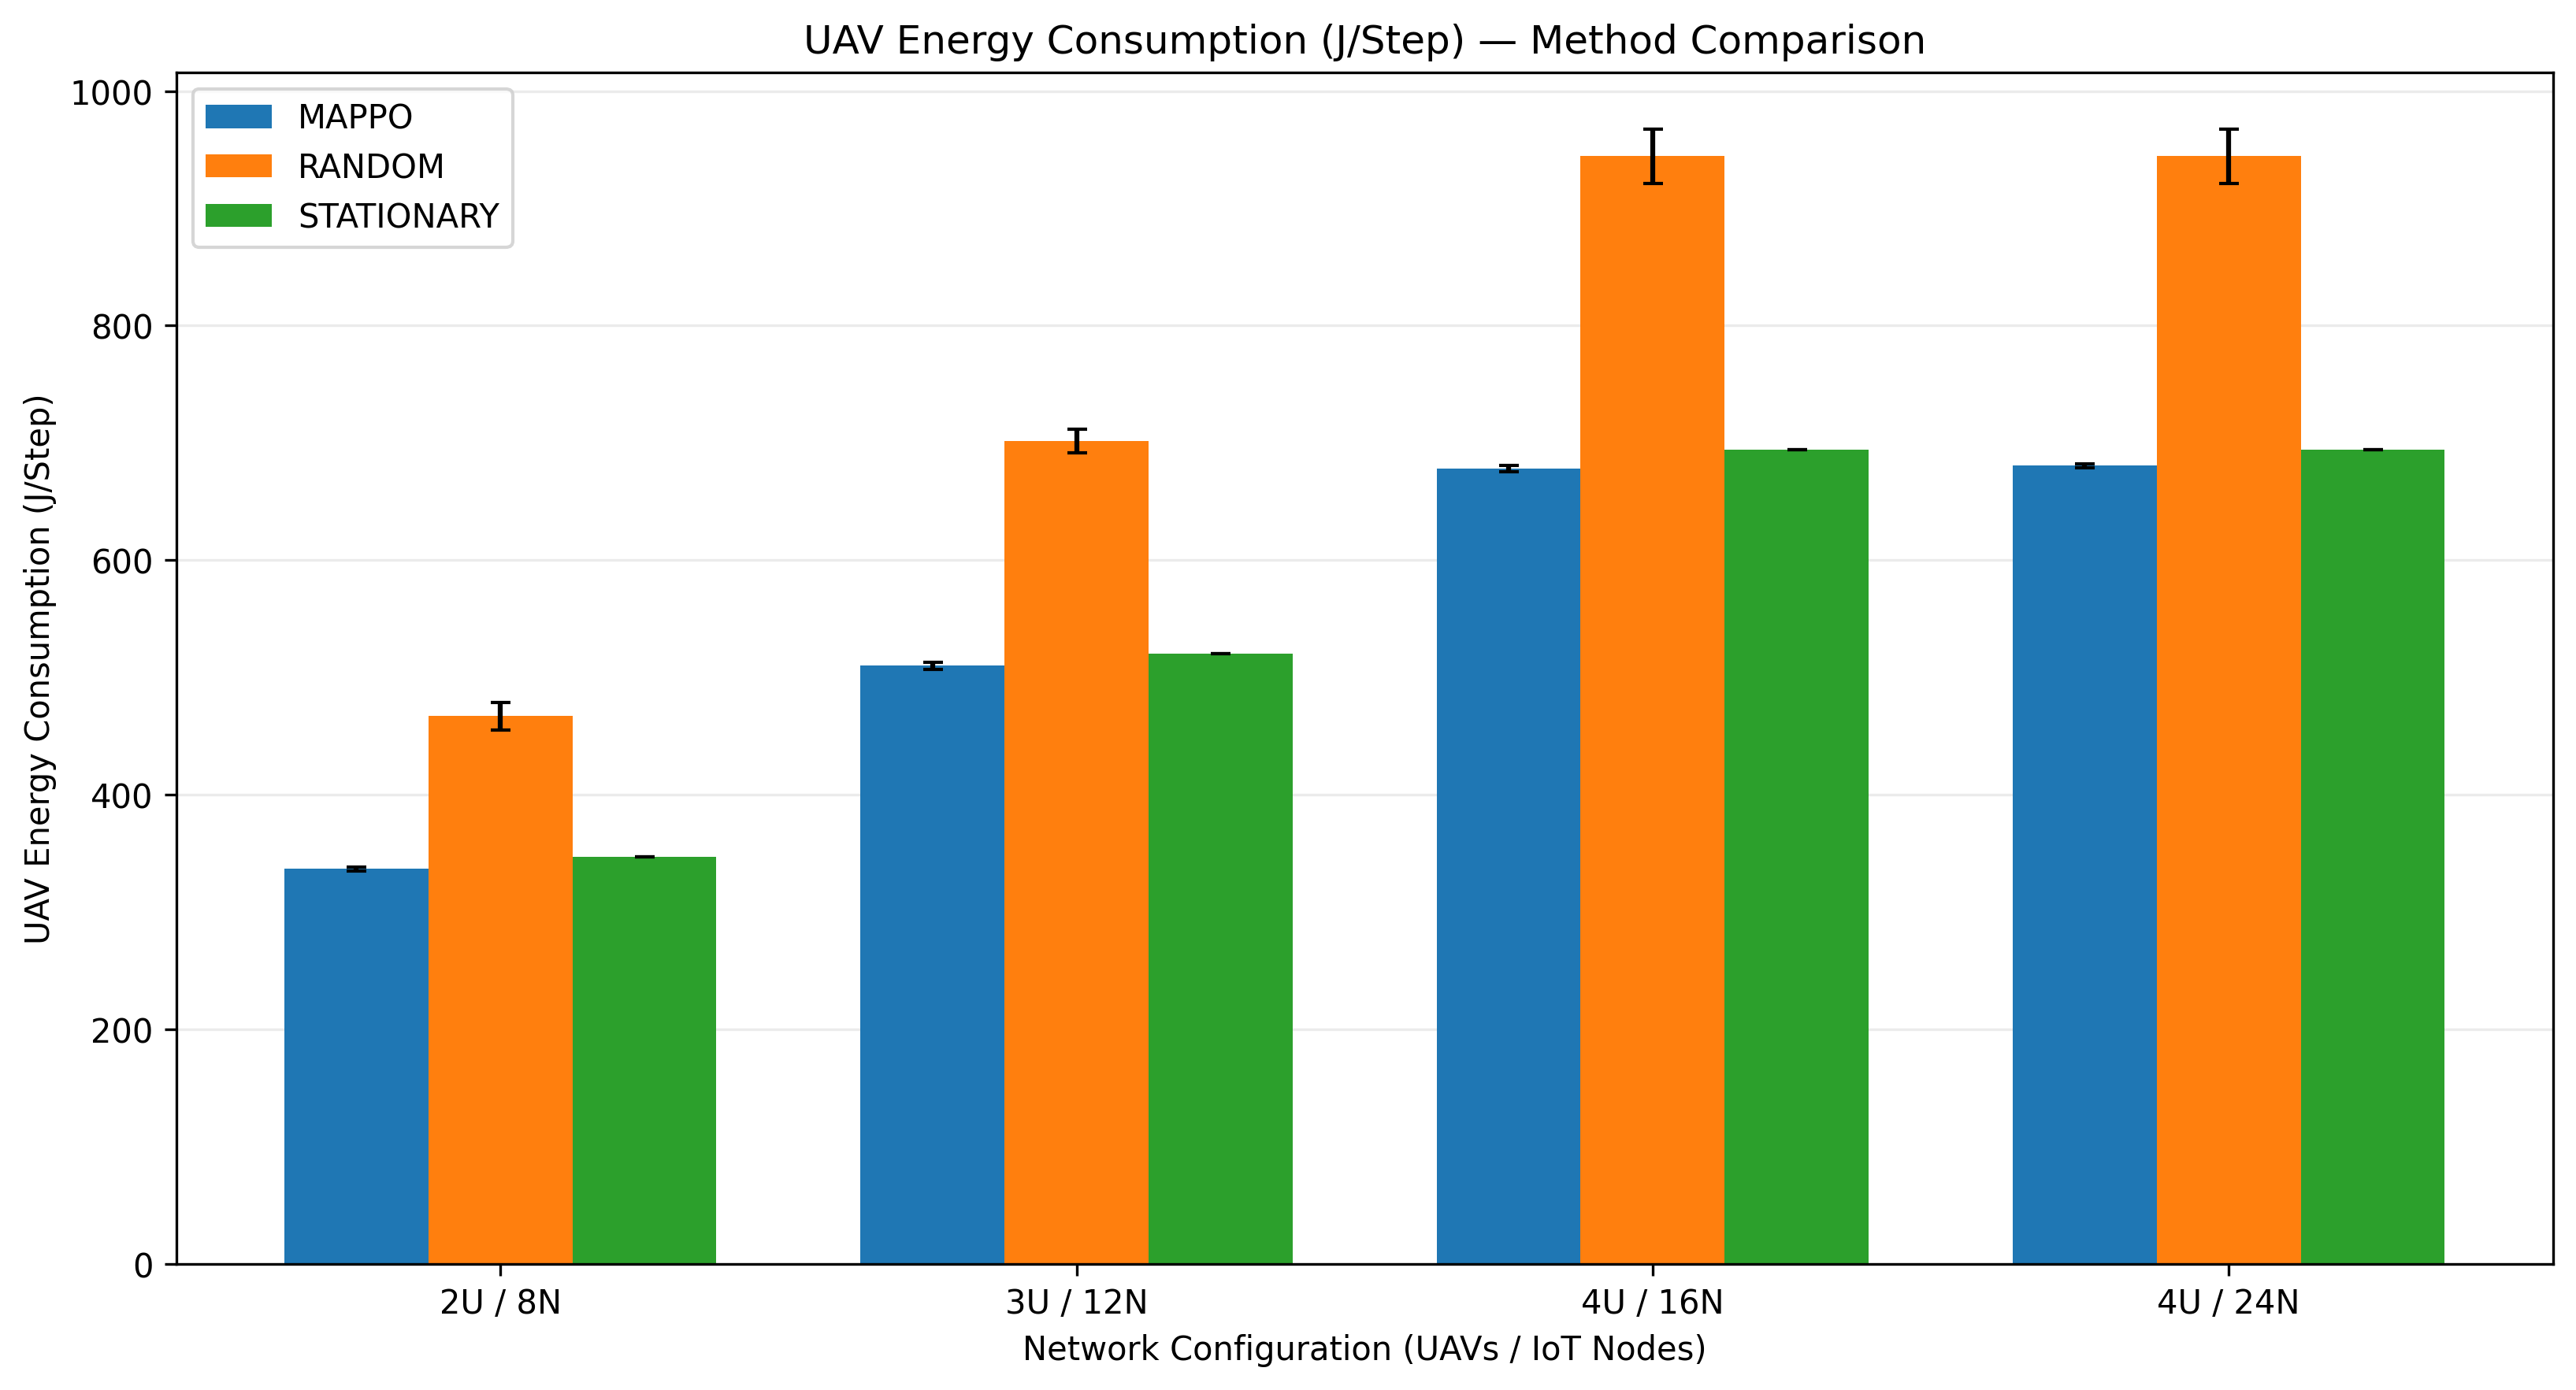 UAV Energy Consumption (J/Step) — Method Comparison
MAPPO
RANDOM
STATIONARY
UAV Energy Consumption (J/Step)
1000
800
600
400
200
0
2U / 8N
3U / 12N
4U / 16N
4U / 24N
Network Configuration (UAVs / IoT Nodes)